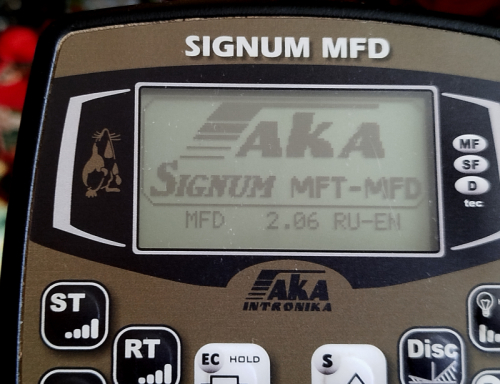 SIGNUM MFD
AKA
SIGNUM MFT-MFD
MFD 2.06 RU-EN
MF
SF
D
tec
AKA
INTRONIKA
ST
RT
EC HOLD
S
Disc